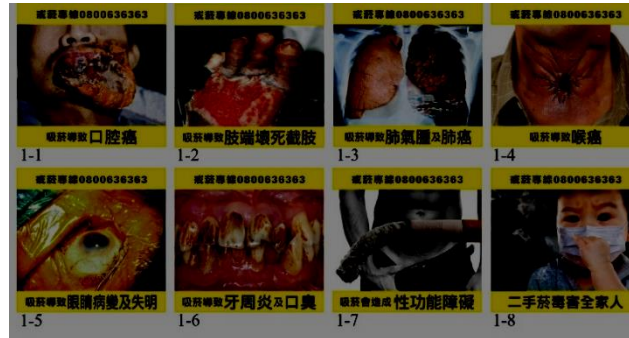 戒菸專線0800636363
戒菸專線0800636363
戒菸專線0800636363
戒菸專線0800636363
吸菸導致口腔癌
吸菸導致肢端壞死截肢
吸菸導致肺氣腫及肺癌
吸菸導致喉癌
1-1
1-2
1-3
1-4
戒菸專線0800636363
戒菸專線0800636363
戒菸專線0800636363
戒菸專線0800636363
吸菸導致眼睛病變及失明
吸菸導致牙周炎及口臭
吸菸會造成性功能障礙
二手菸毒害全家人
1-5
1-6
1-7
1-8